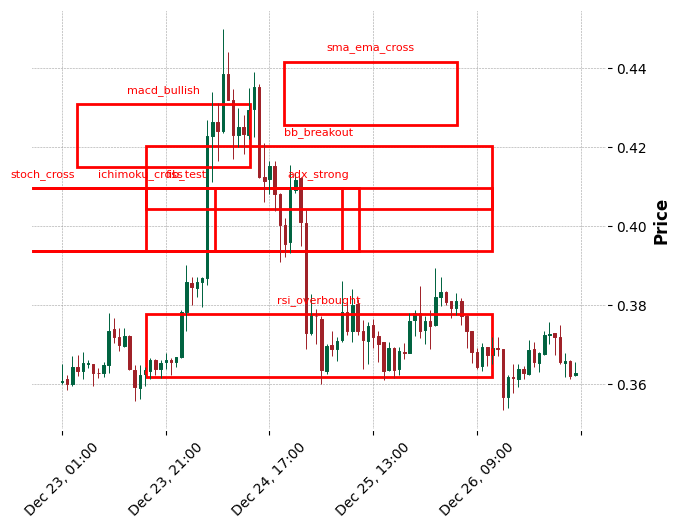 sma_ema_cross
0.44
macd_bullish
0.42
bb_breakout
stoch_cross
ichimoku_cross
fib_test
adx_strong
0.40
Price
0.38
rsi_overbought
0.36
Dec 23, 01:00
Dec 23, 21:00
Dec 24, 17:00
Dec 25, 13:00
Dec 26, 09:00